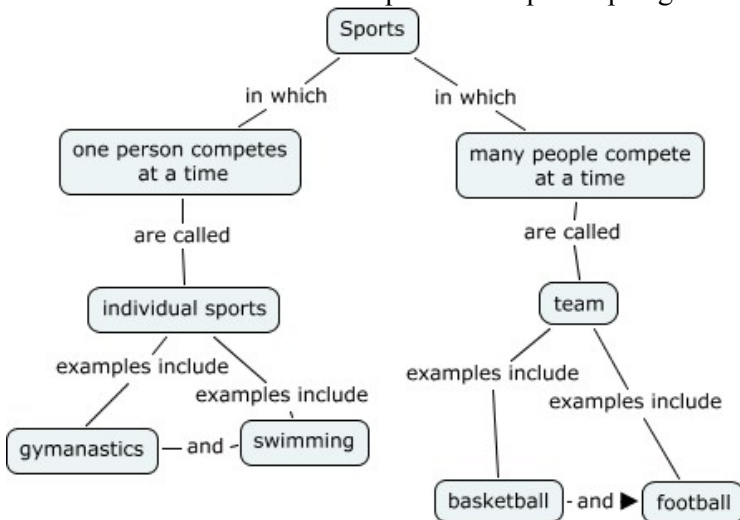 Sports
in which
in which
one person competes
at a time
many people compete
at a time
are called
are called
individual sports
team
examples include
examples include
examples include
examples include
gymanastics
and
swimming
basketball
and
football